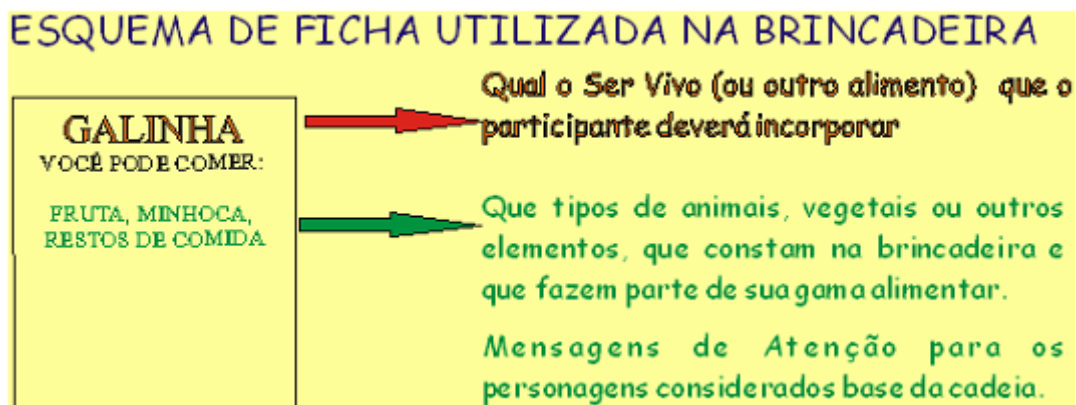 ESQUEMA DE FICHA UTILIZADA NA BRINCADEIRA
GALINHA
VOCÊ PODE COMER:
FRUTA, MINHOCA,
RESTOS DE COMIDA
Qual o Ser Vivo (ou outro alimento) que o
participante deverá incorporar
Que tipos de animais, vegetais ou outros
elementos, que constam na brincadeira e
que fazem parte de sua gama alimentar.
Mensagens de Atenção para os
personagens considerados base da cadeia.